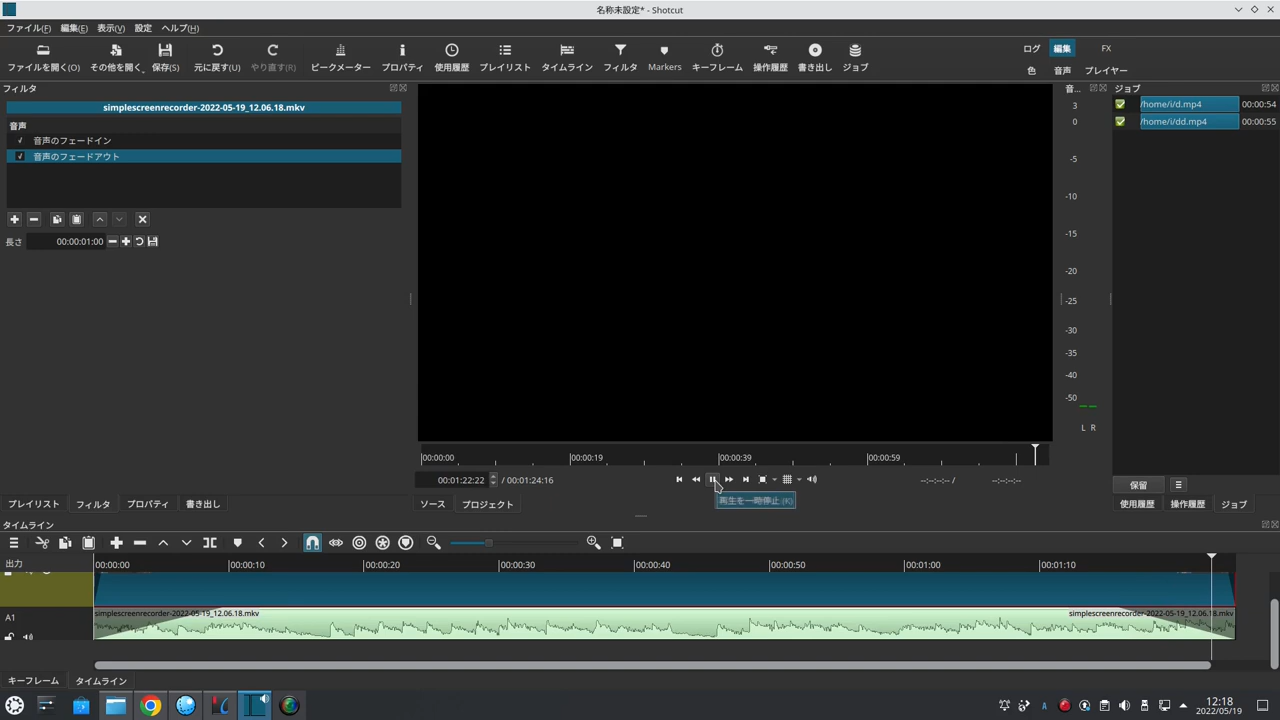 名称未設定* - Shotcut
ファイル(F) 編集(E) 表示(V) 設定 ヘルプ(H)
ファイルを開く(O) その他を開く 保存(S) 元に戻す(U) やり直す(R) ピークメーター プロパティ 使用履歴 プレイリスト タイムライン フィルタ Markers キーフレーム 操作履歴 書き出し ジョブ
ログ 編集 FX
色 音声 プレイヤー
フィルタ
simplescreenrecorder-2022-05-19_12.06.18.mkv
音声
音声のフェードイン
音声のフェードアウト
長さ 00:00:01:00
音...
3
0
-5
-10
-15
-20
-25
-30
-35
-40
-50
L R
ジョブ
/home/i/d.mp4 00:00:54
/home/i/dd.mp4 00:00:55
00:00:00 00:00:19 00:00:39 00:00:59
00:01:22:22 / 00:01:24:16
--:--:--:-- / --:--:--:--
再生を一時停止 (K)
保留
プレイリスト フィルタ プロパティ 書き出し
ソース プロジェクト
使用履歴 操作履歴 ジョブ
タイムライン
出力
00:00:00 00:00:10 00:00:20 00:00:30 00:00:40 00:00:50 00:01:00 00:01:10
A1
simplescreenrecorder-2022-05-19_12.06.18.mkv simplescreenrecorder-2022-05-19_12.06.18.mkv
キーフレーム タイムライン
A
12:18
2022/05/19